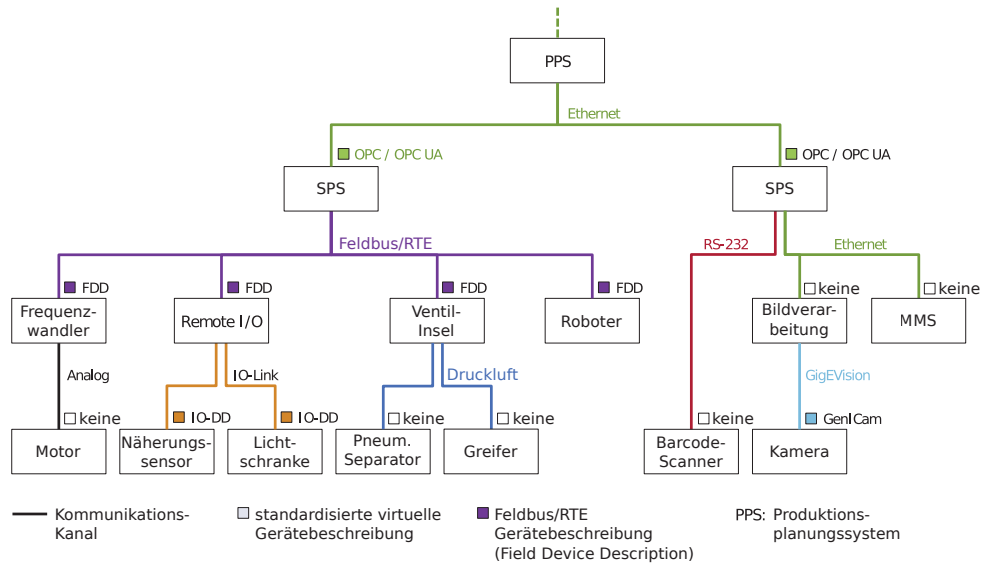 PPS
Ethernet
OPC / OPC UA
OPC / OPC UA
SPS
SPS
Feldbus/RTE
RS-232
Ethernet
FDD
FDD
FDD
FDD
keine
keine
Frequenz-
wandler
Remote I/O
Ventil-
Insel
Roboter
Bildverar-
beitung
MMS
Analog
IO-Link
Druckluft
GigEVision
keine
IO-DD
IO-DD
keine
keine
keine
GenICam
Motor
Näherungs-
sensor
Licht-
schranke
Pneum.
Separator
Greifer
Barcode-
Scanner
Kamera
Kommunikations-
Kanal
standardisierte virtuelle
Gerätebeschreibung
Feldbus/RTE
Gerätebeschreibung
(Field Device Description)
PPS: Produktions-
planungssystem